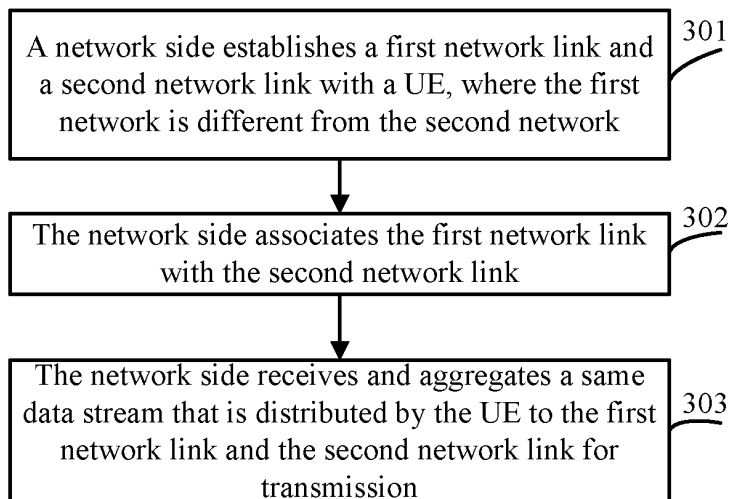 A network side establishes a first network link and
a second network link with a UE, where the first
network is different from the second network
301
The network side associates the first network link
with the second network link
302
The network side receives and aggregates a same
data stream that is distributed by the UE to the first
network link and the second network link for
transmission
303